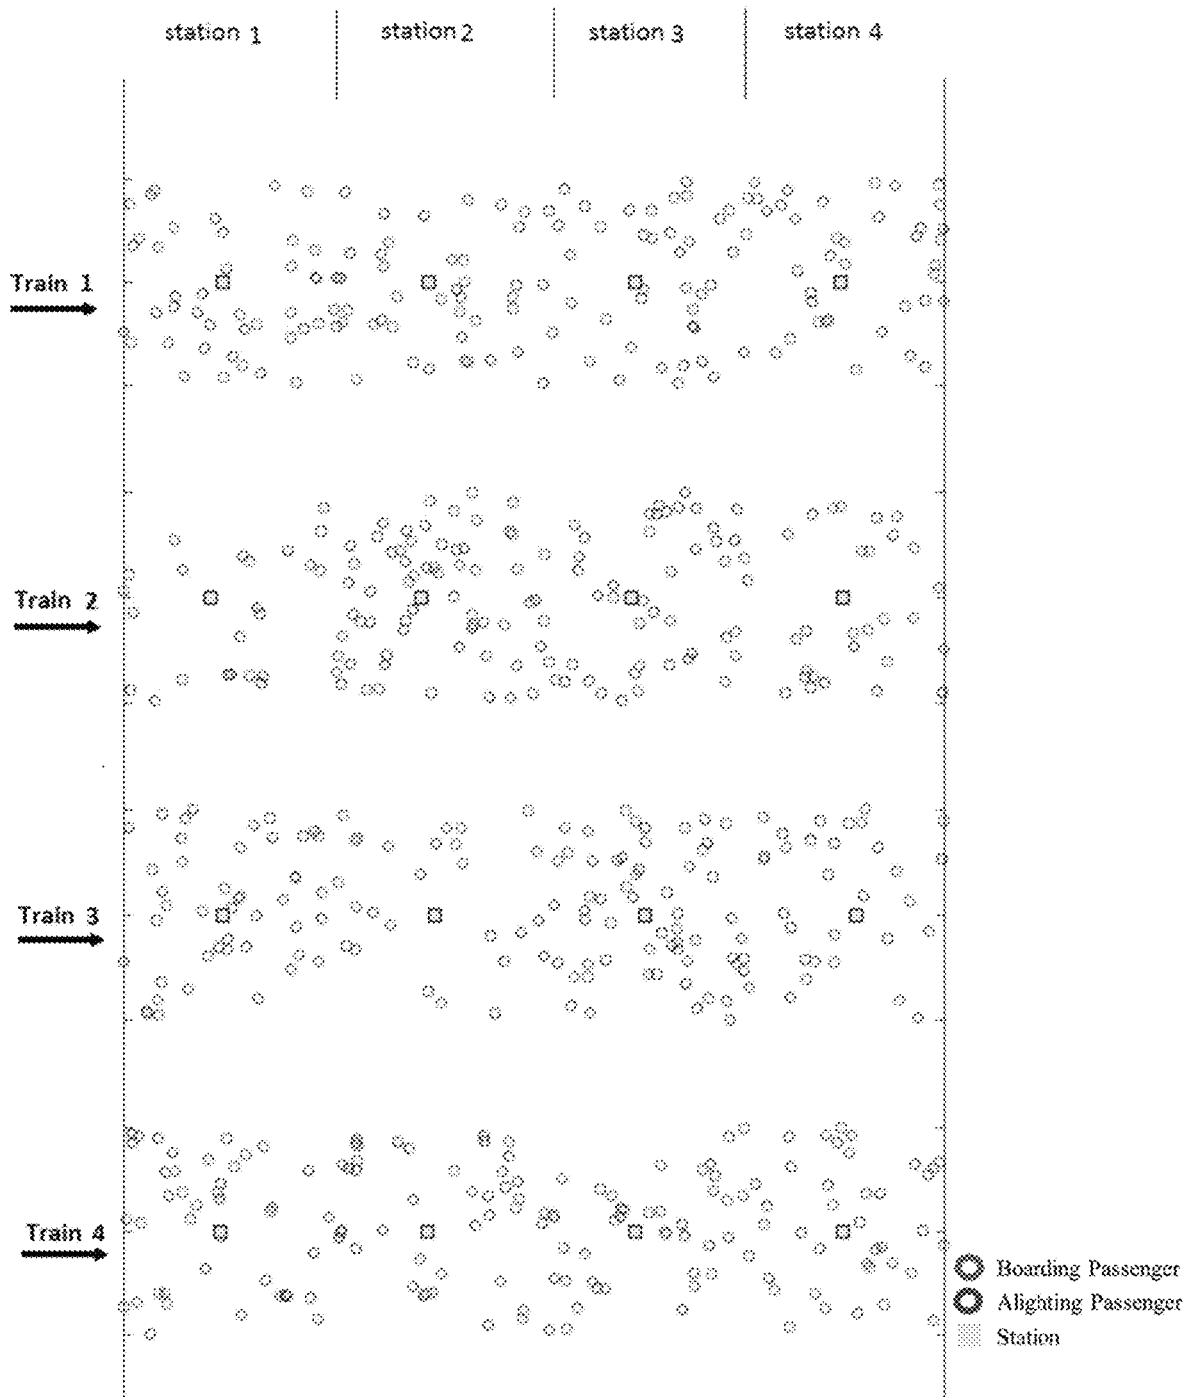 station 1
station 2
station 3
station 4
Train 1
Train 2
Train 3
Train 4
Boarding Passenger
Alighting Passenger
Station